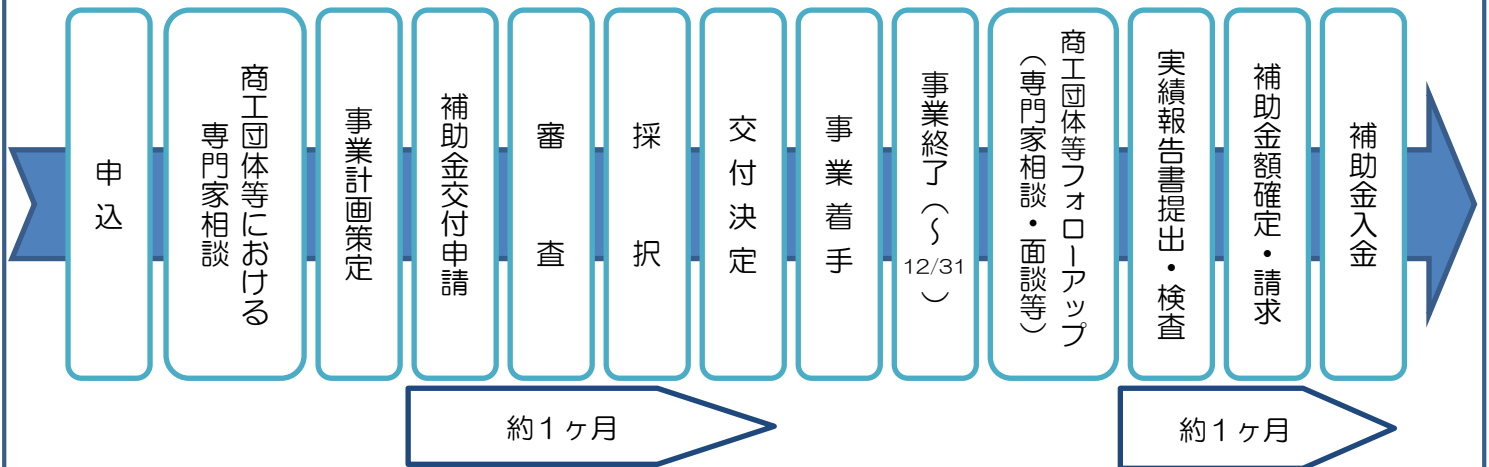 申込
商工団体等における
専門家相談
事業計画策定
補助金交付申請
審査
採択
交付決定
事業着手
事業終了（～12/31）
商工団体等フォローアップ
（専門家相談・面談等）
実績報告書提出・検査
補助金額確定・請求
補助金入金
約１ヶ月
約１ヶ月